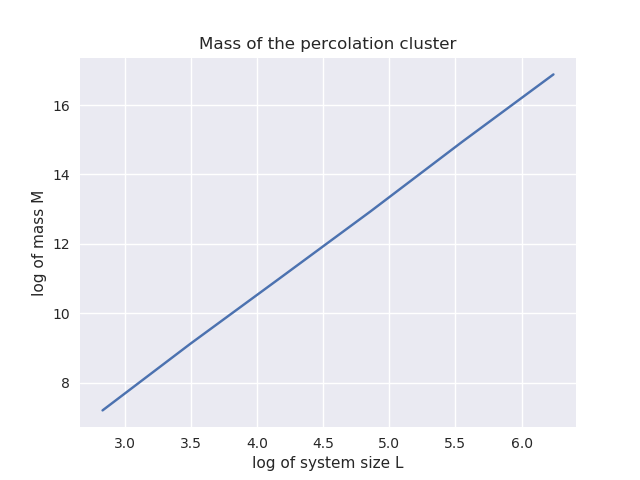 Mass of the percolation cluster
16
14
12
10
8
log of mass M
3.0 3.5 4.0 4.5 5.0 5.5 6.0
log of system size L